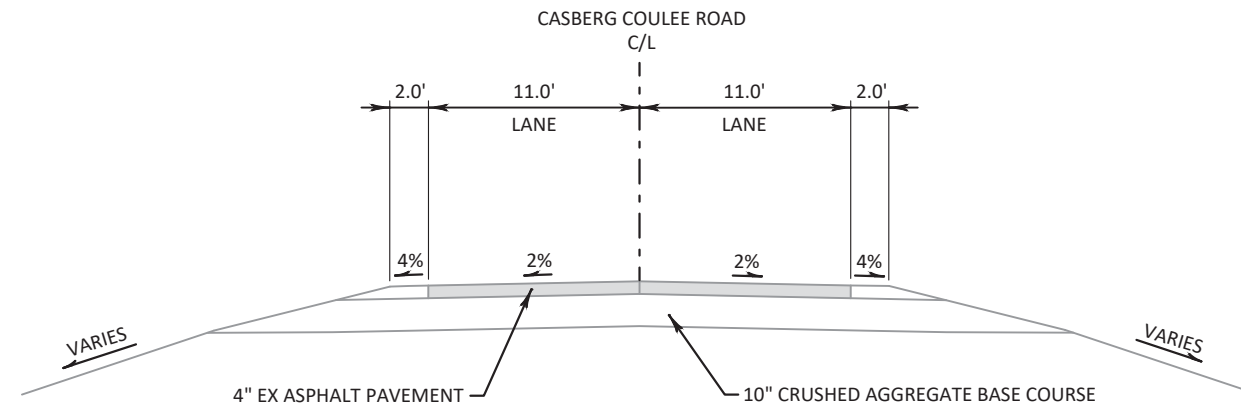 CASBERG COULEE ROAD
C/L
2.0' 11.0' 11.0' 2.0'
LANE LANE
4% 2% 2% 4%
VARIES VARIES
4" EX ASPHALT PAVEMENT 10" CRUSHED AGGREGATE BASE COURSE